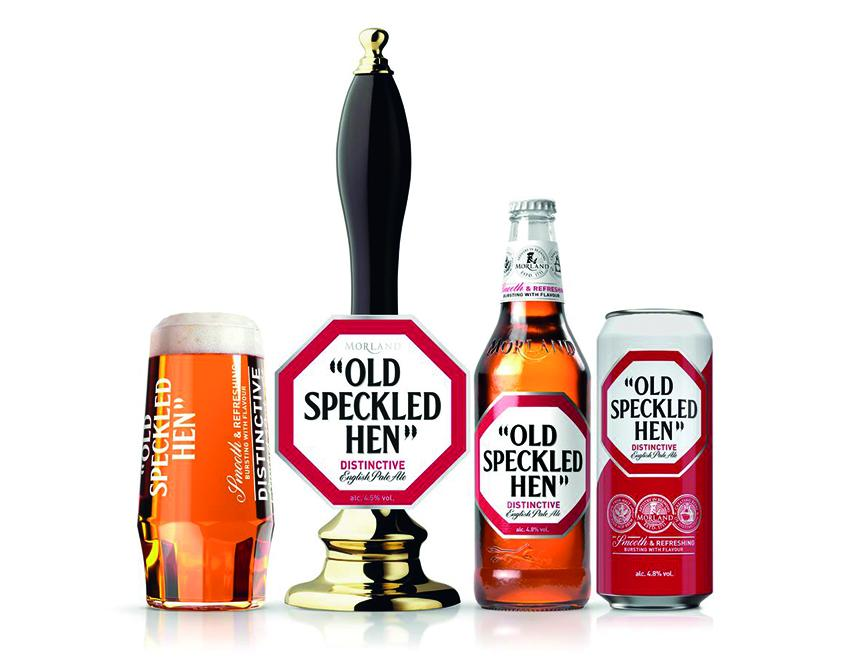 "OLD
SPECKLED
HEN"
Smooth & REFRESHING
BURSTING WITH FLAVOUR
DISTINCTIVE
MORLAND
"OLD
SPECKLED
HEN"
DISTINCTIVE
English Pale Ale
alc. 4.5% vol.
MORLAND
Smooth & REFRESHING
BURSTING WITH FLAVOUR
MORLAND
"OLD
SPECKLED
HEN"
DISTINCTIVE
English Pale Ale
alc. 4.8% vol.
"OLD
SPECKLED
HEN"
DISTINCTIVE
English Pale Ale
MORLAND
Smooth & REFRESHING
BURSTING WITH FLAVOUR
alc. 4.8% vol.